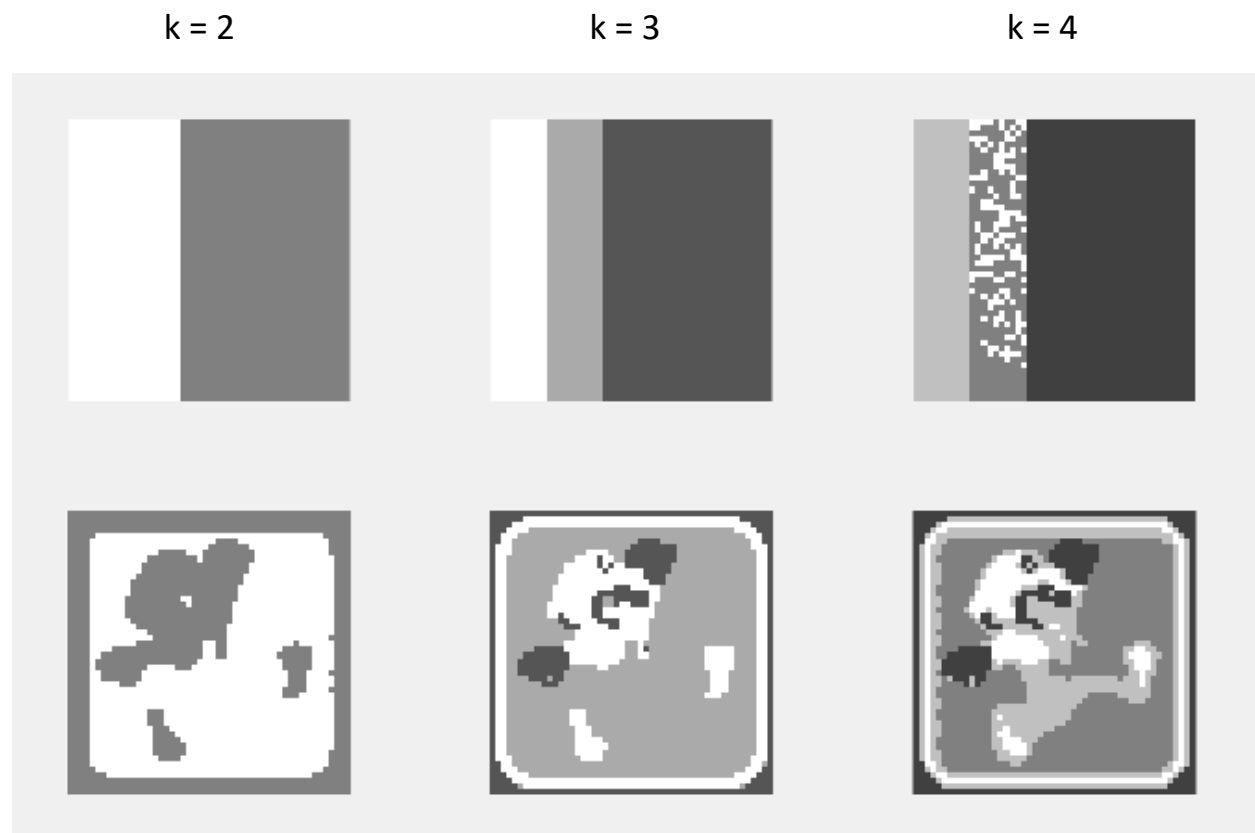 k = 2 k = 3 k = 4